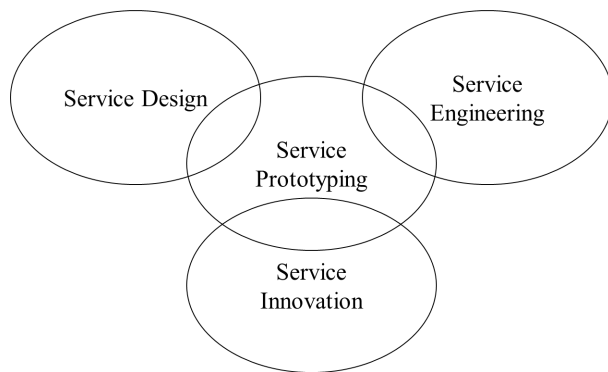 Service Design
Service
Engineering
Service
Prototyping
Service
Innovation